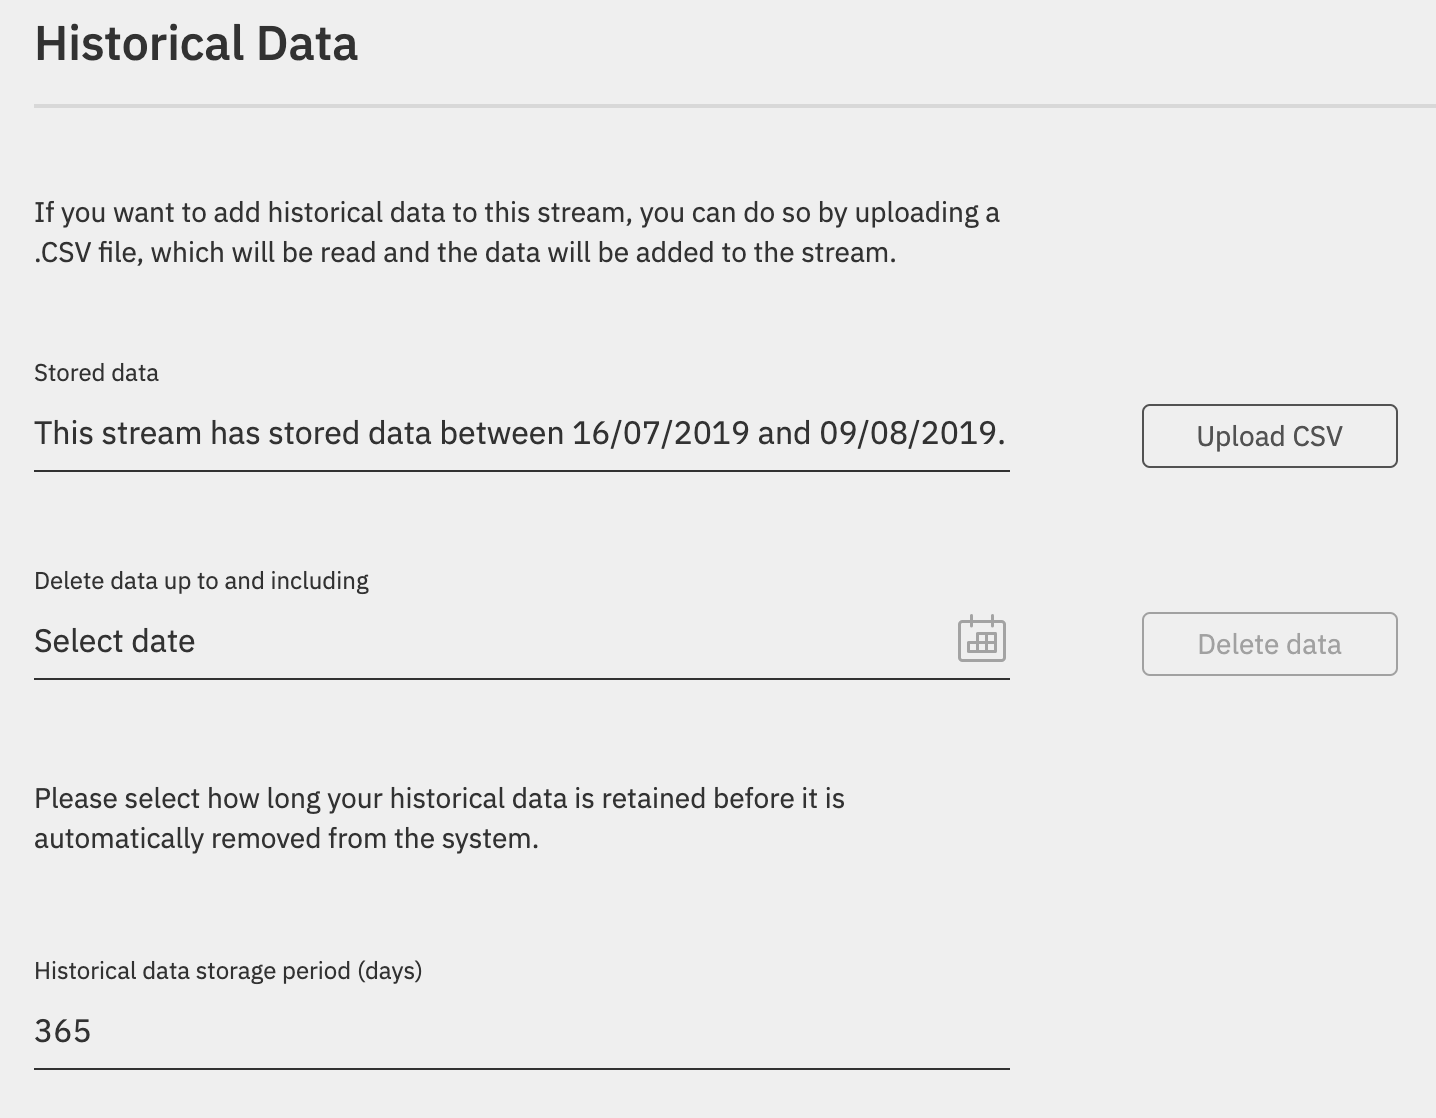 Historical Data
If you want to add historical data to this stream, you can do so by uploading a
.CSV file, which will be read and the data will be added to the stream.
Stored data
This stream has stored data between 16/07/2019 and 09/08/2019.
Upload CSV
Delete data up to and including
Select date
Delete data
Please select how long your historical data is retained before it is
automatically removed from the system.
Historical data storage period (days)
365